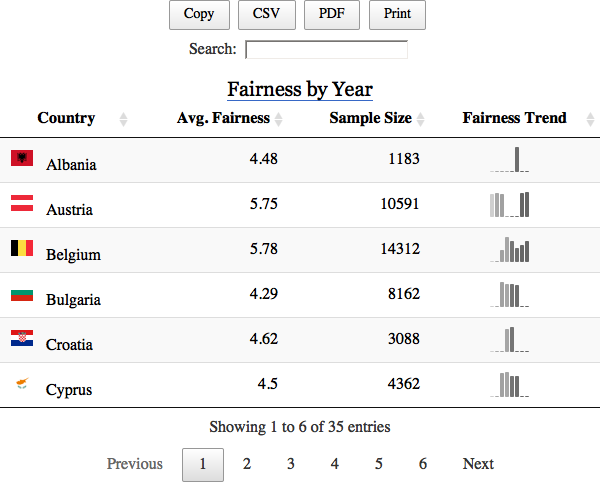 Copy CSV PDF Print
Search:
Fairness by Year
Country Avg. Fairness Sample Size Fairness Trend
Albania 4.48 1183
Austria 5.75 10591
Belgium 5.78 14312
Bulgaria 4.29 8162
Croatia 4.62 3088
Cyprus 4.5 4362
Showing 1 to 6 of 35 entries
Previous 1 2 3 4 5 6 Next